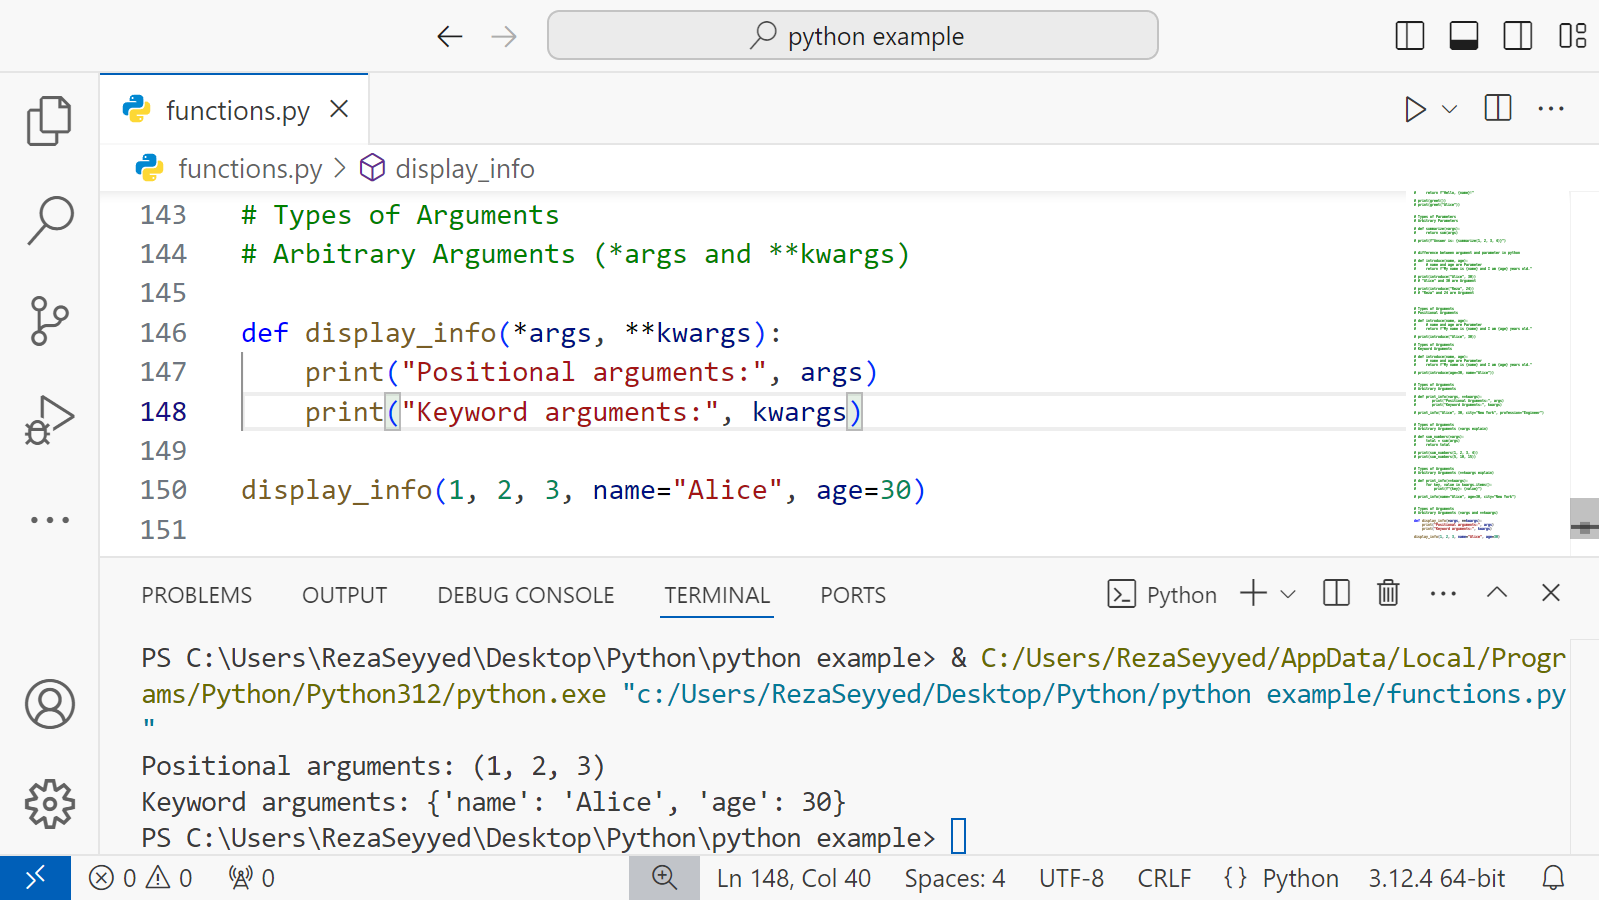 python example
functions.py
functions.py > display_info
143 # Types of Arguments
144 # Arbitrary Arguments (*args and **kwargs)
145
146 def display_info(*args, **kwargs):
147     print("Positional arguments:", args)
148     print("Keyword arguments:", kwargs)
149
150 display_info(1, 2, 3, name="Alice", age=30)
151
PROBLEMS OUTPUT DEBUG CONSOLE TERMINAL PORTS Python
PS C:\Users\RezaSeyyed\Desktop\Python\python example> & C:/Users/RezaSeyyed/AppData/Local/Progr
ams/Python/Python312/python.exe "c:/Users/RezaSeyyed/Desktop/Python/python example/functions.py
"
Positional arguments: (1, 2, 3)
Keyword arguments: {'name': 'Alice', 'age': 30}
PS C:\Users\RezaSeyyed\Desktop\Python\python example>
0 0 0 Ln 148, Col 40 Spaces: 4 UTF-8 CRLF {} Python 3.12.4 64-bit